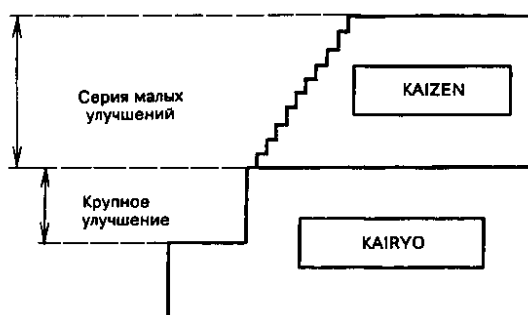 Серия малых
улучшений
KAIZEN
Крупное
улучшение
KAIRYO